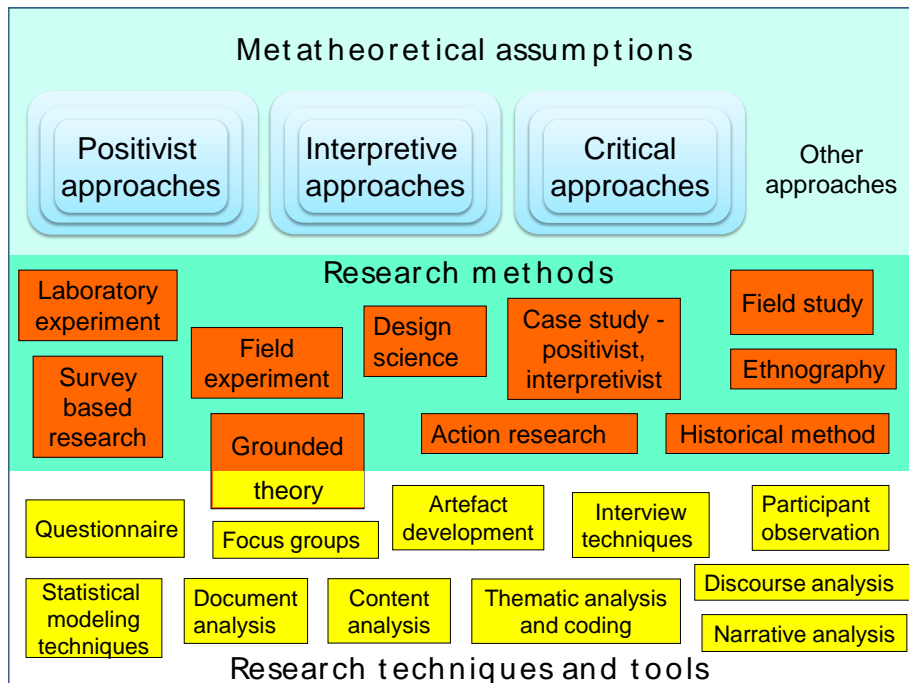 Metatheoretical assumptions
Positivist
approaches
Interpretive
approaches
Critical
approaches
Other
approaches
Research methods
Laboratory
experiment
Survey
based
research
Field
experiment
Design
science
Case study -
positivist,
interpretivist
Field study
Ethnography
Grounded
theory
Action research
Historical method
Questionnaire
Focus groups
Artefact
development
Interview
techniques
Participant
observation
Statistical
modeling
techniques
Document
analysis
Content
analysis
Thematic analysis
and coding
Discourse analysis
Narrative analysis
Research techniques and tools